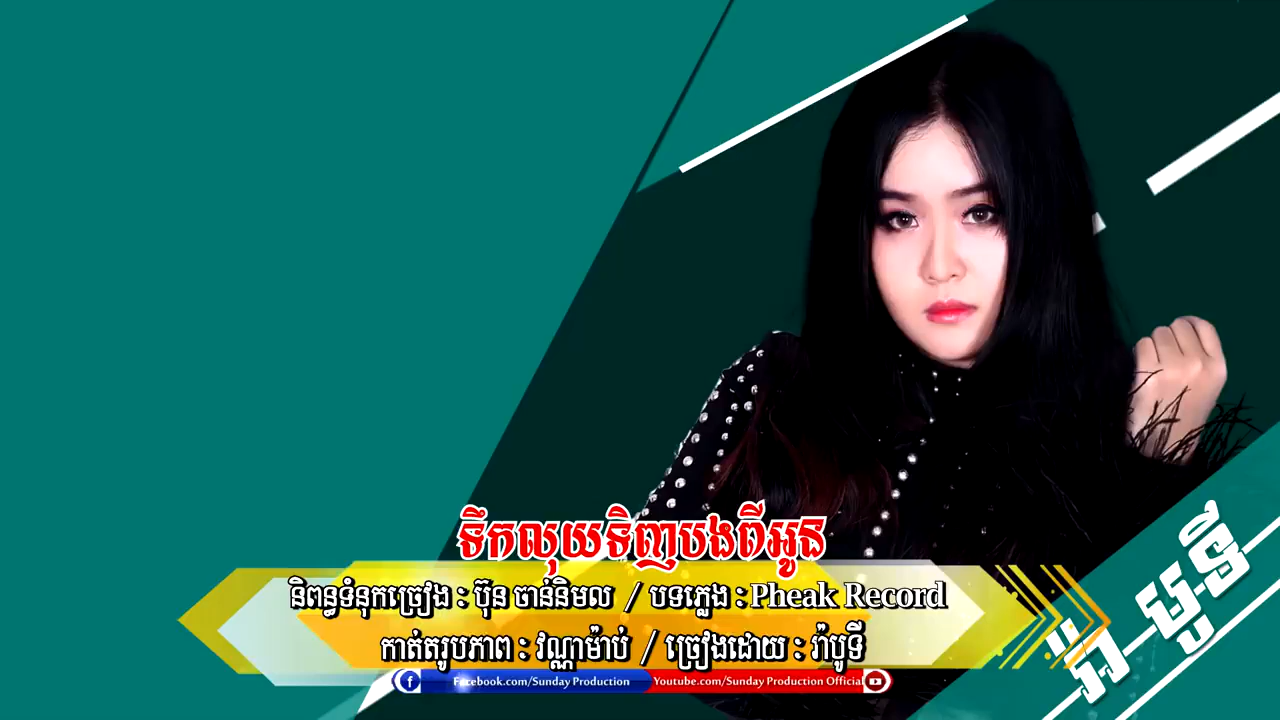 ទឹកលុយទិញបងពីអូន
និពន្ធទំនុកច្រៀង : ប៊ុន ចាន់និមល / បទភ្លេង : Pheak Record
កាត់តរូបភាព : វណ្ណាម៉ាប់ / ច្រៀងដោយ : រ៉ាបូទី
Facebook.com/Sunday Production Youtube.com/Sunday Production Official
រ៉ា បូទី